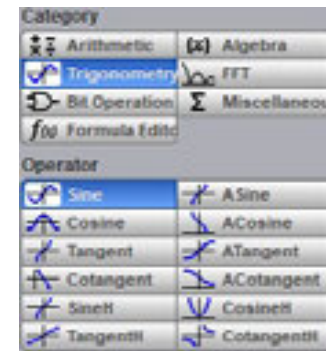 Category
Arithmetic (x) Algebra
Trigonometry FFT
Bit Operation Σ Miscellaneou
f(x) Formula Edito
Operator
Sine ASine
Cosine ACosine
Tangent ATangent
Cotangent ACotangent
SineH CosineH
TangentH CotangentH